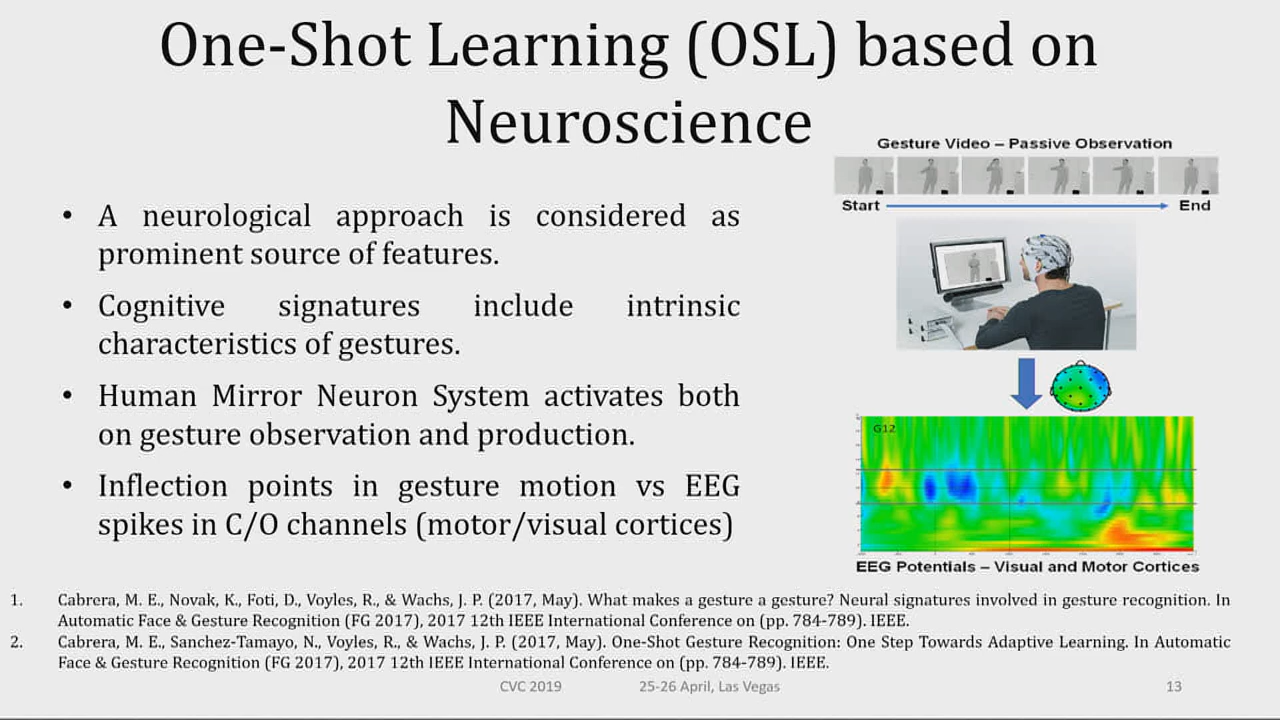 One-Shot Learning (OSL) based on
Neuroscience
• A neurological approach is considered as
prominent source of features.
• Cognitive signatures include intrinsic
characteristics of gestures.
• Human Mirror Neuron System activates both
on gesture observation and production.
• Inflection points in gesture motion vs EEG
spikes in C/O channels (motor/visual cortices)
Gesture Video – Passive Observation
Start End
G12
EEG Potentials – Visual and Motor Cortices
1. Cabrera, M. E., Novak, K., Foti, D., Voyles, R., & Wachs, J. P. (2017, May). What makes a gesture a gesture? Neural signatures involved in gesture recognition. In
Automatic Face & Gesture Recognition (FG 2017), 2017 12th IEEE International Conference on (pp. 784-789). IEEE.
2. Cabrera, M. E., Sanchez-Tamayo, N., Voyles, R., & Wachs, J. P. (2017, May). One-Shot Gesture Recognition: One Step Towards Adaptive Learning. In Automatic
Face & Gesture Recognition (FG 2017), 2017 12th IEEE International Conference on (pp. 784-789). IEEE.
CVC 2019 25-26 April, Las Vegas 13